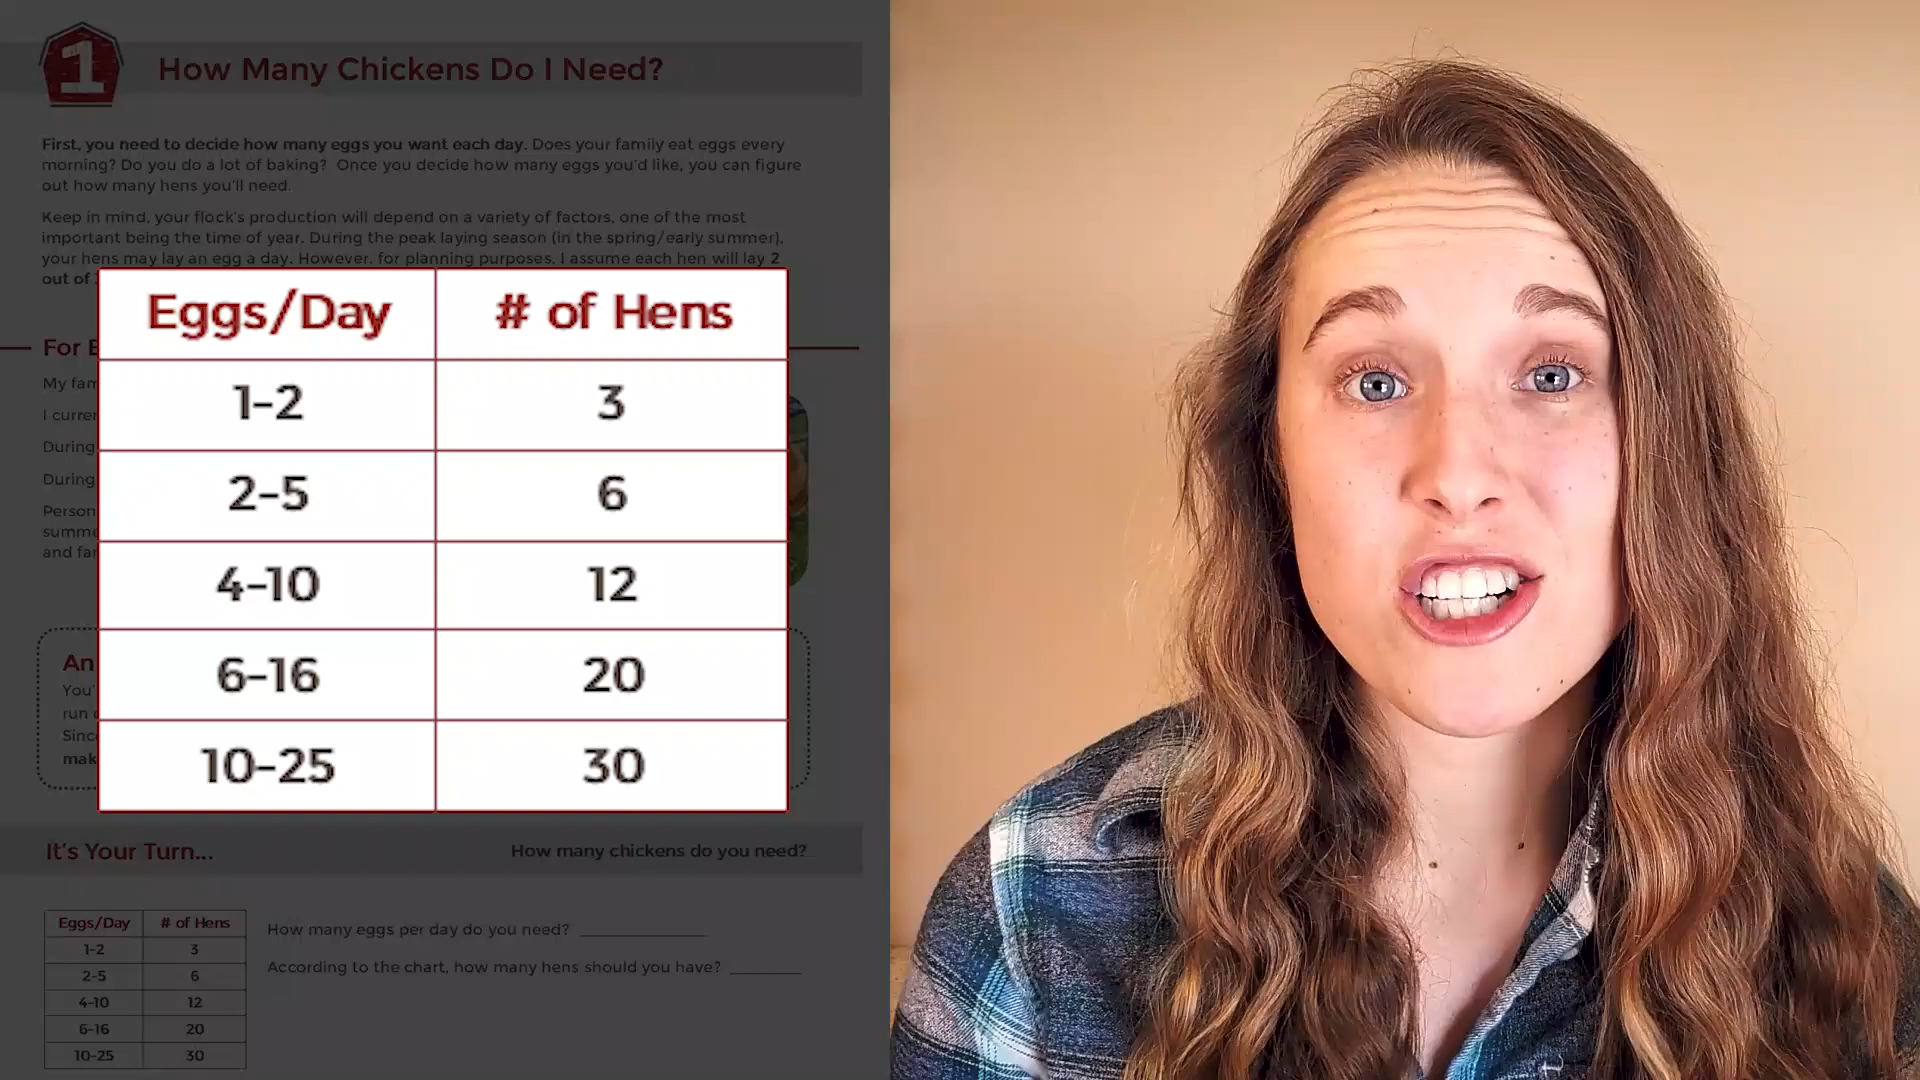 1
How Many Chickens Do I Need?
First, you need to decide how many eggs you want each day. Does your family eat eggs every
morning? Do you do a lot of baking? Once you decide how many eggs you'd like, you can figure
out how many hens you'll need.
Keep in mind, your flock's production will depend on a variety of factors, one of the most
important being the time of year. During the peak laying season (in the spring/early summer),
your hens may lay an egg a day. However, for planning purposes, I assume each hen will lay 2
out of
For
My
I
During
During
and
An
run
Eggs/Day # of Hens
1-2 3
2-5 6
4-10 12
6-16 20
10-25 30
It's Your Turn... How many chickens do you need?
Eggs/Day # of Hens
1-2 3
2-5 6
4-10 12
6-16 20
10-25 30
How many eggs per day do you need?
According to the chart, how many hens should you have?